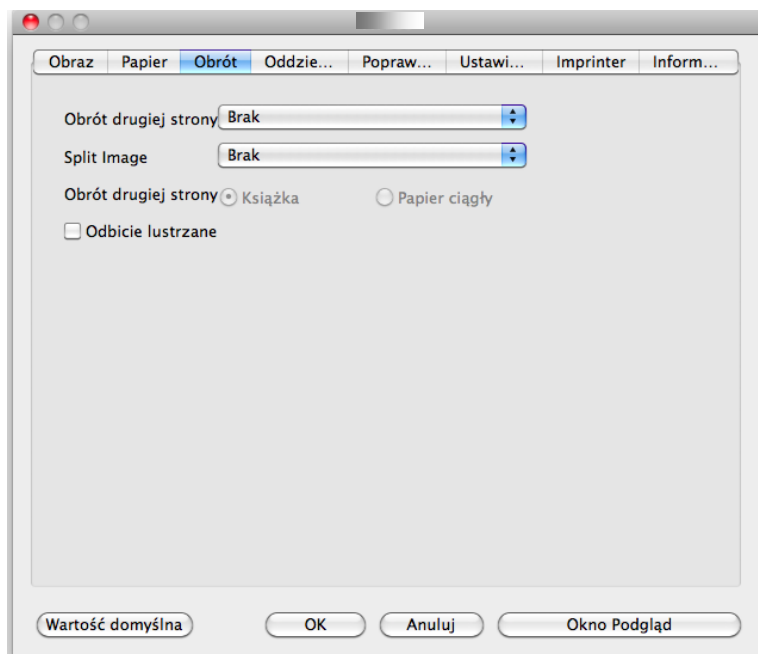 Obraz Papier Obrót Oddzie... Popraw... Ustawi... Imprinter Inform...
Obrót drugiej strony Brak
Split Image Brak
Obrót drugiej strony Książka Papier ciągły
Odbicie lustrzane
Wartość domyślna OK Anuluj Okno Podgląd